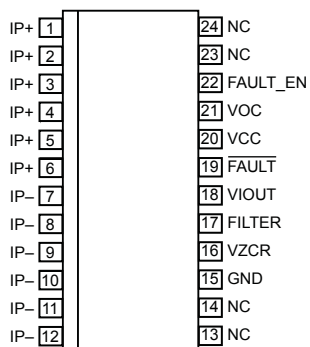 IP+ 1 24 NC
IP+ 2 23 NC
IP+ 3 22 FAULT_EN
IP+ 4 21 VOC
IP+ 5 20 VCC
IP+ 6 19 FAULT
IP– 7 18 VIOUT
IP– 8 17 FILTER
IP– 9 16 VZCR
IP– 10 15 GND
IP– 11 14 NC
IP– 12 13 NC